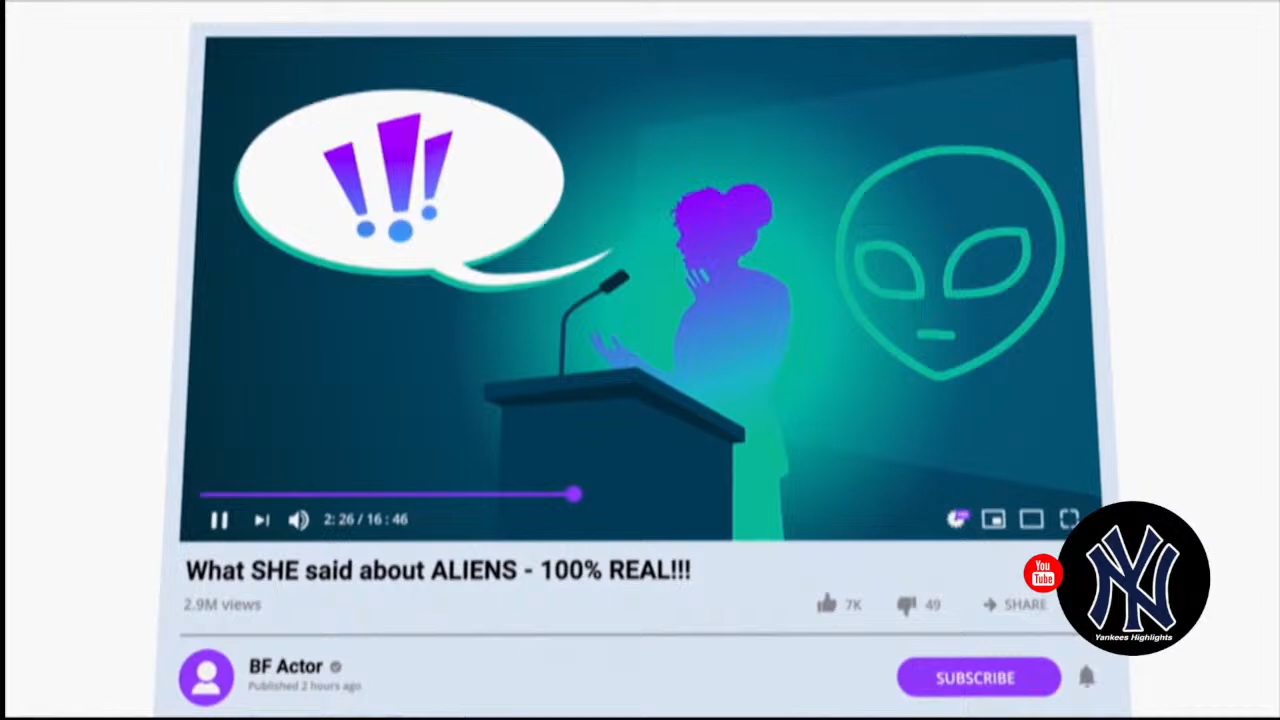 !!!
2:26 / 16:46
What SHE said about ALIENS - 100% REAL!!!
2.9M views
7K
49
SHARE
You
Tube
NY
Yankees Highlights
BF Actor
Published 2 hours ago
SUBSCRIBE